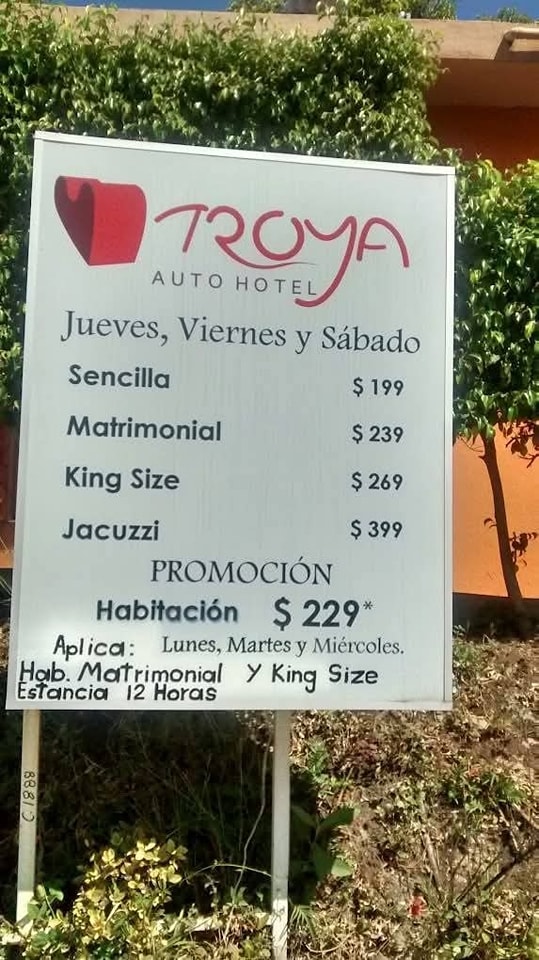 TROYA
AUTO HOTEL
Jueves, Viernes y Sábado
Sencilla $ 199
Matrimonial $ 239
King Size $ 269
Jacuzzi $ 399
PROMOCIÓN
Habitación $ 229*
Aplica: Lunes, Martes y Miércoles.
Hab. Matrimonial Y King Size
Estancia 12 Horas